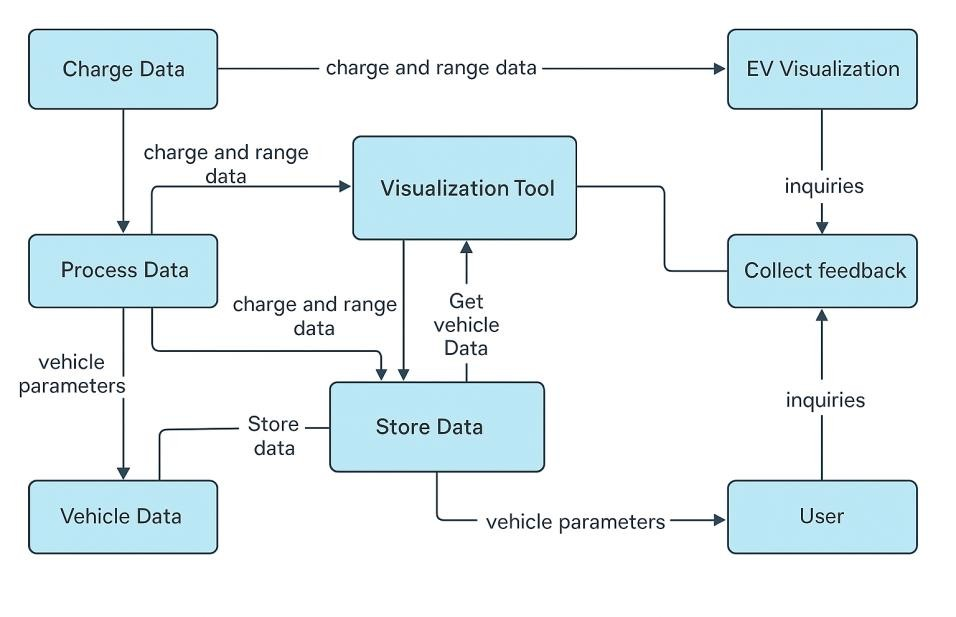 Charge Data
charge and range data
EV Visualization
charge and range
data
Visualization Tool
inquiries
Process Data
Collect feedback
charge and range
data
Get
vehicle
Data
vehicle
parameters
inquiries
Store Data
Store
data
Vehicle Data
vehicle parameters
User